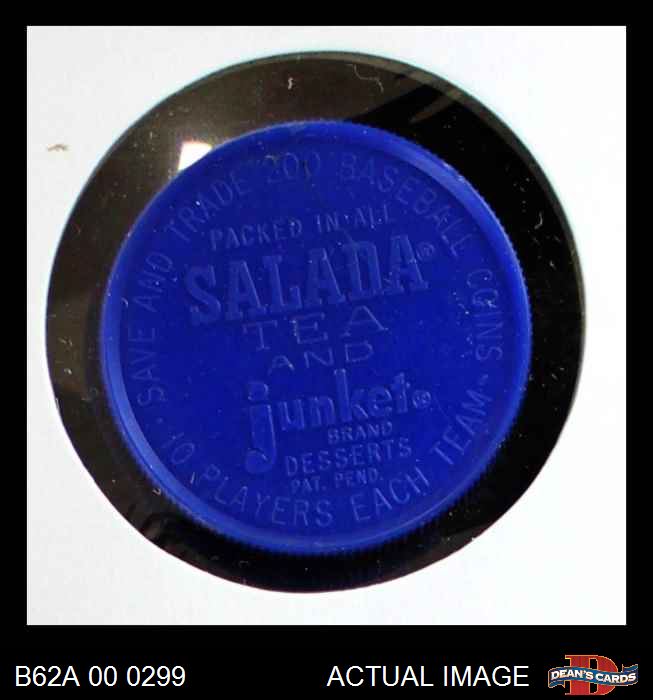 SAVE AND TRADE 200 BASEBALL COINS
PACKED IN ALL
SALADA®
TEA
AND
junket®
BRAND
DESSERTS
PAT. PEND.
· 10 PLAYERS EACH TEAM ·
B62A 00 0299
ACTUAL IMAGE
D
DEAN'S CARDS